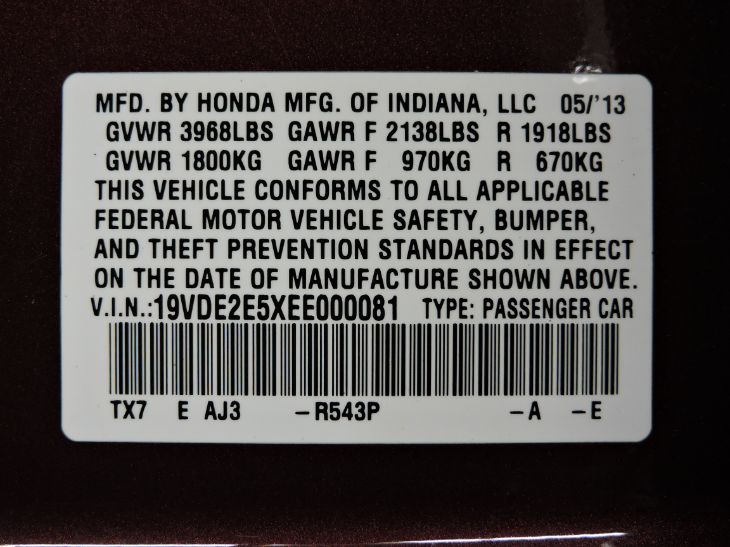 MFD. BY HONDA MFG. OF INDIANA, LLC 05/'13
GVWR 3968LBS GAWR F 2138LBS R 1918LBS
GVWR 1800KG GAWR F 970KG R 670KG
THIS VEHICLE CONFORMS TO ALL APPLICABLE
FEDERAL MOTOR VEHICLE SAFETY, BUMPER,
AND THEFT PREVENTION STANDARDS IN EFFECT
ON THE DATE OF MANUFACTURE SHOWN ABOVE.
V.I.N.:19VDE2E5XEE000081 TYPE: PASSENGER CAR
TX7 E AJ3 –R543P –A –E